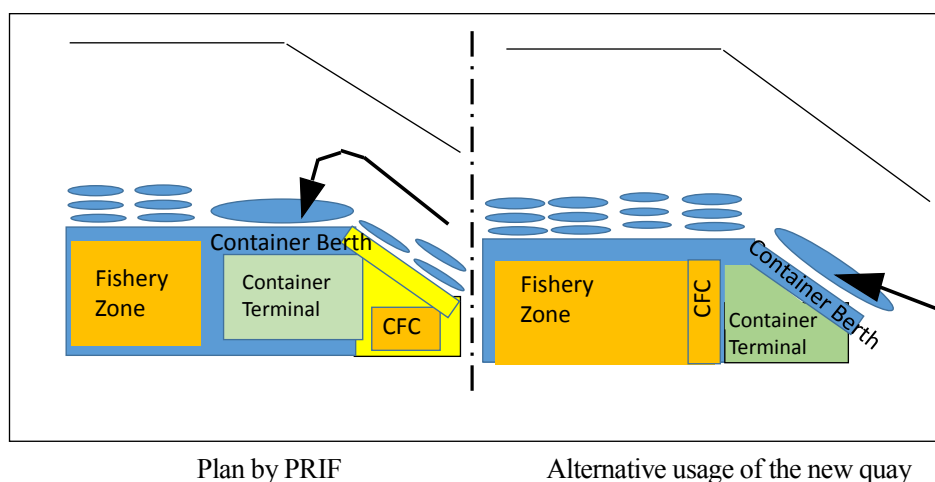 Container Berth
Fishery
Zone
Container
Terminal
CFC
Plan by PRIF
Fishery
Zone
CFC
Container
Terminal
Container Berth
Alternative usage of the new quay